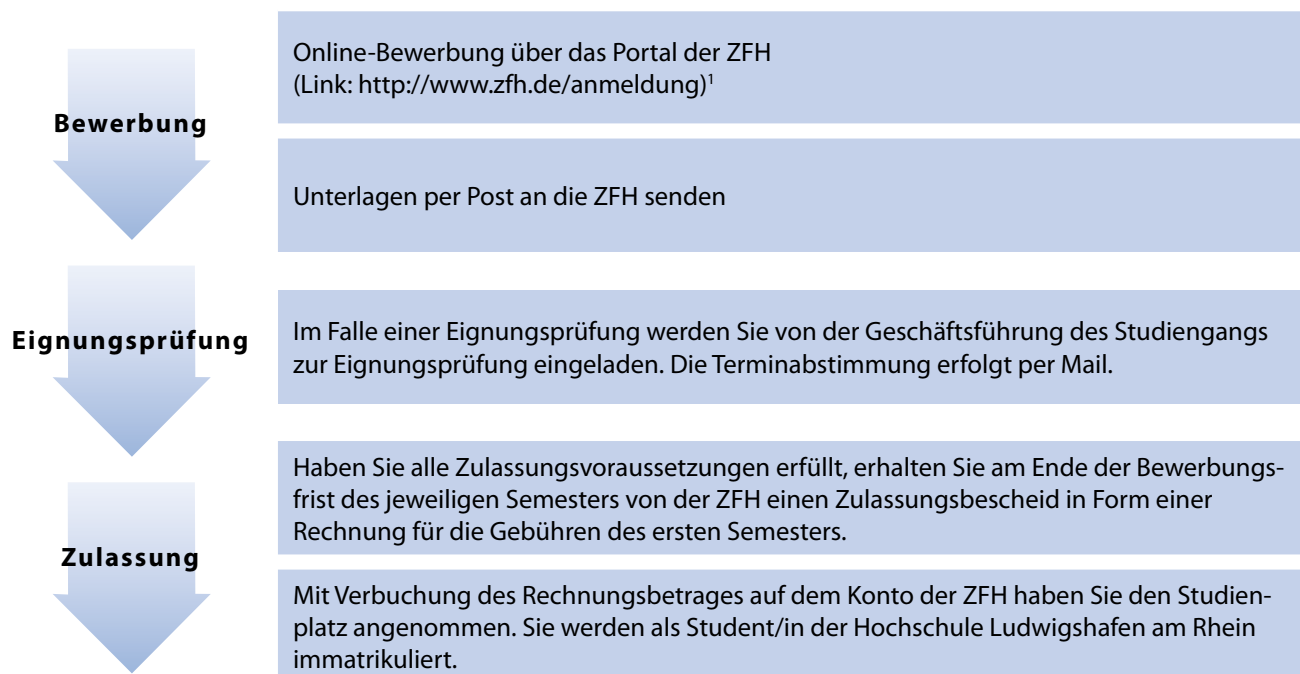 Bewerbung
Online-Bewerbung über das Portal der ZFH
(Link: http://www.zfh.de/anmeldung)¹
Unterlagen per Post an die ZFH senden
Eignungsprüfung
Im Falle einer Eignungsprüfung werden Sie von der Geschäftsführung des Studiengangs
zur Eignungsprüfung eingeladen. Die Terminabstimmung erfolgt per Mail.
Zulassung
Haben Sie alle Zulassungsvoraussetzungen erfüllt, erhalten Sie am Ende der Bewerbungs-
frist des jeweiligen Semesters von der ZFH einen Zulassungsbescheid in Form einer
Rechnung für die Gebühren des ersten Semesters.
Mit Verbuchung des Rechnungsbetrages auf dem Konto der ZFH haben Sie den Studien-
platz angenommen. Sie werden als Student/in der Hochschule Ludwigshafen am Rhein
immatrikuliert.